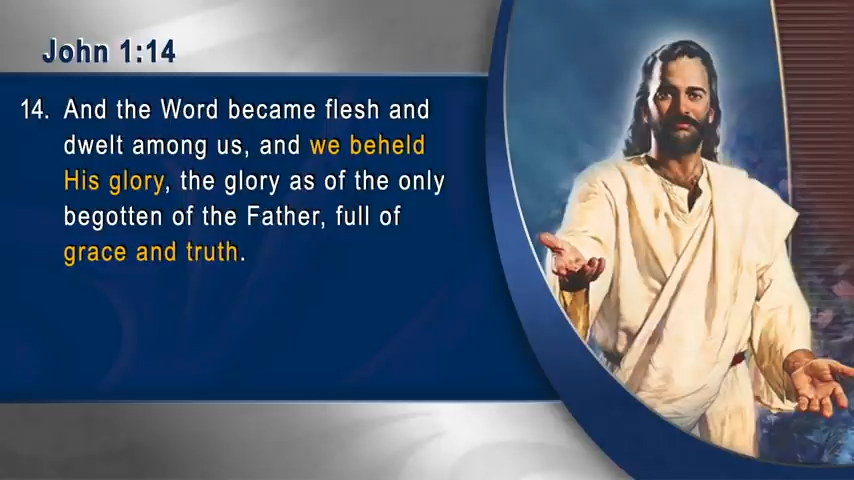 John 1:14
14. And the Word became flesh and
dwelt among us, and we beheld
His glory, the glory as of the only
begotten of the Father, full of
grace and truth.